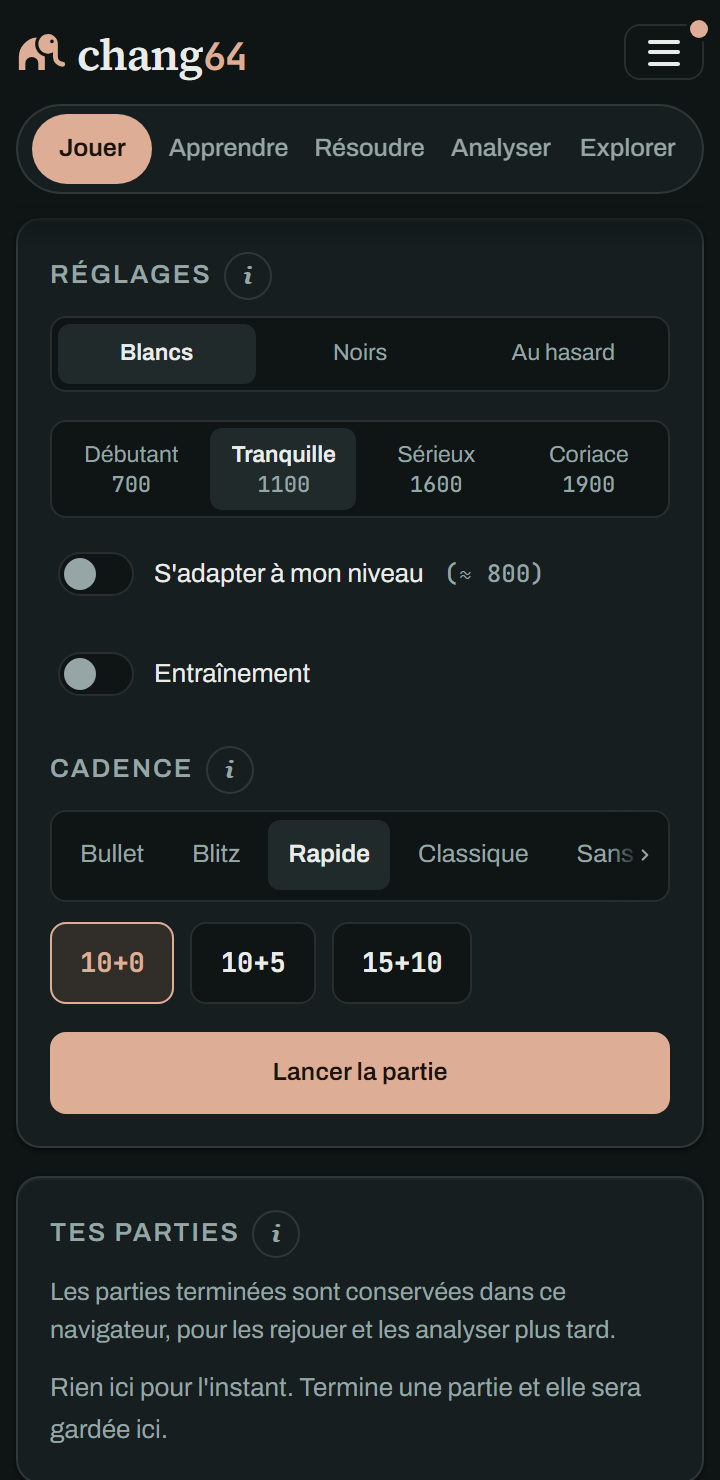 chang64
Jouer Apprendre Résoudre Analyser Explorer
RÉGLAGES i
Blancs Noirs Au hasard
Débutant Tranquille Sérieux Coriace
700 1100 1600 1900
S'adapter à mon niveau (≈ 800)
Entraînement
CADENCE i
Bullet Blitz Rapide Classique Sans ›
10+0 10+5 15+10
Lancer la partie
TES PARTIES i
Les parties terminées sont conservées dans ce
navigateur, pour les rejouer et les analyser plus tard.
Rien ici pour l'instant. Termine une partie et elle sera
gardée ici.